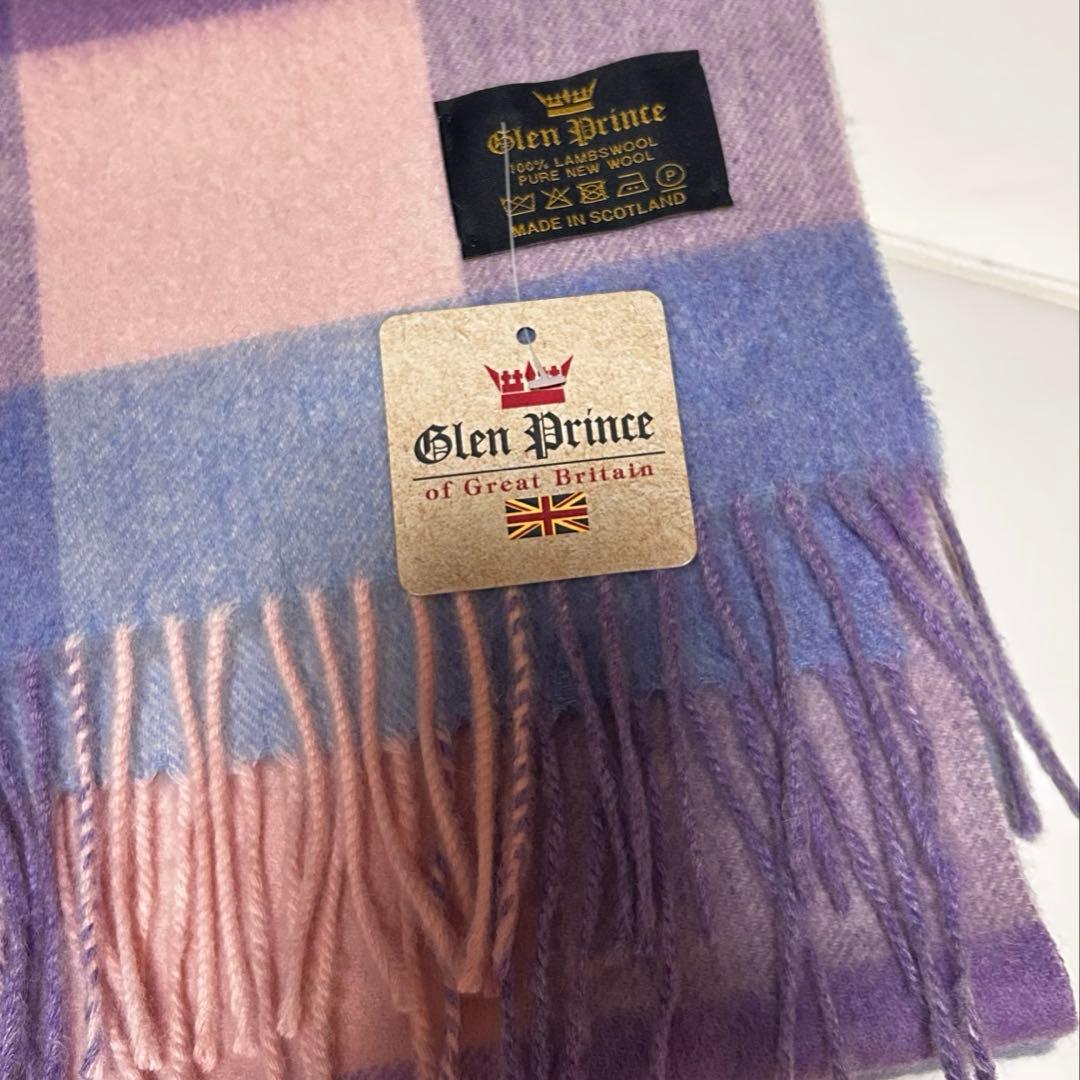 Glen Prince
100% LAMBSWOOL
PURE NEW WOOL
P
MADE IN SCOTLAND
Glen Prince
of Great Britain